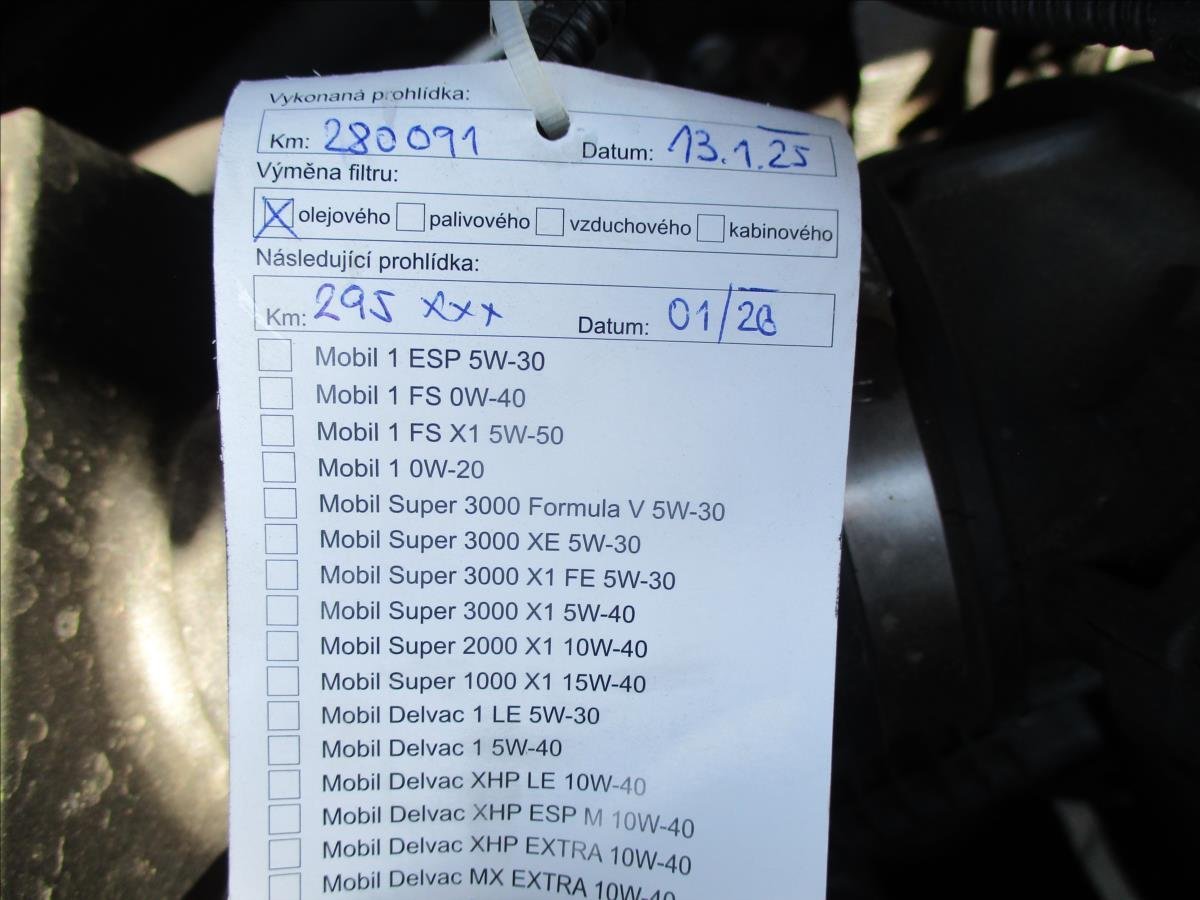 Vykonaná prohlídka:
Km: 280091 Datum: 13.1.25
Výměna filtru:
olejového palivového vzduchového kabinového
Následující prohlídka:
Km: 295 xxx Datum: 01/26
Mobil 1 ESP 5W-30
Mobil 1 FS 0W-40
Mobil 1 FS X1 5W-50
Mobil 1 0W-20
Mobil Super 3000 Formula V 5W-30
Mobil Super 3000 XE 5W-30
Mobil Super 3000 X1 FE 5W-30
Mobil Super 3000 X1 5W-40
Mobil Super 2000 X1 10W-40
Mobil Super 1000 X1 15W-40
Mobil Delvac 1 LE 5W-30
Mobil Delvac 1 5W-40
Mobil Delvac XHP LE 10W-40
Mobil Delvac XHP ESP M 10W-40
Mobil Delvac XHP EXTRA 10W-40
Mobil Delvac MX EXTRA 10W-40